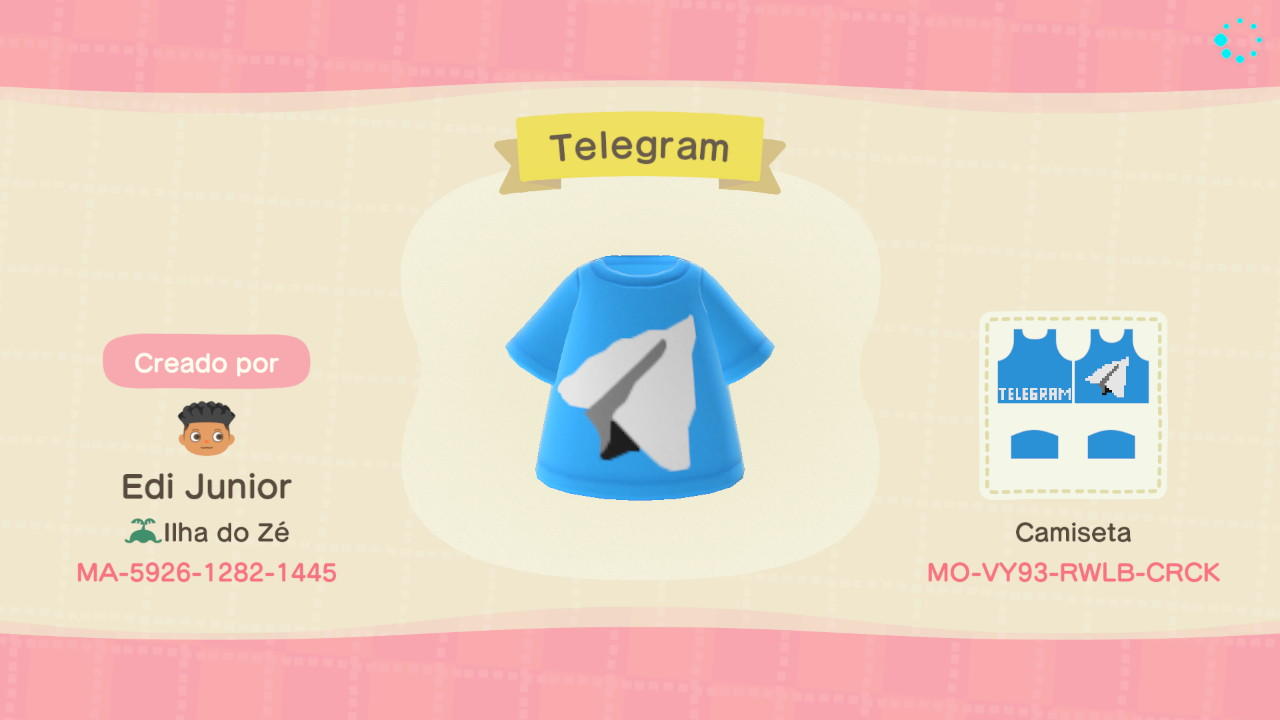 Telegram
Creado por
Edi Junior
Ilha do Zé
MA-5926-1282-1445
TELEGRAM
Camiseta
MO-VY93-RWLB-CRCK